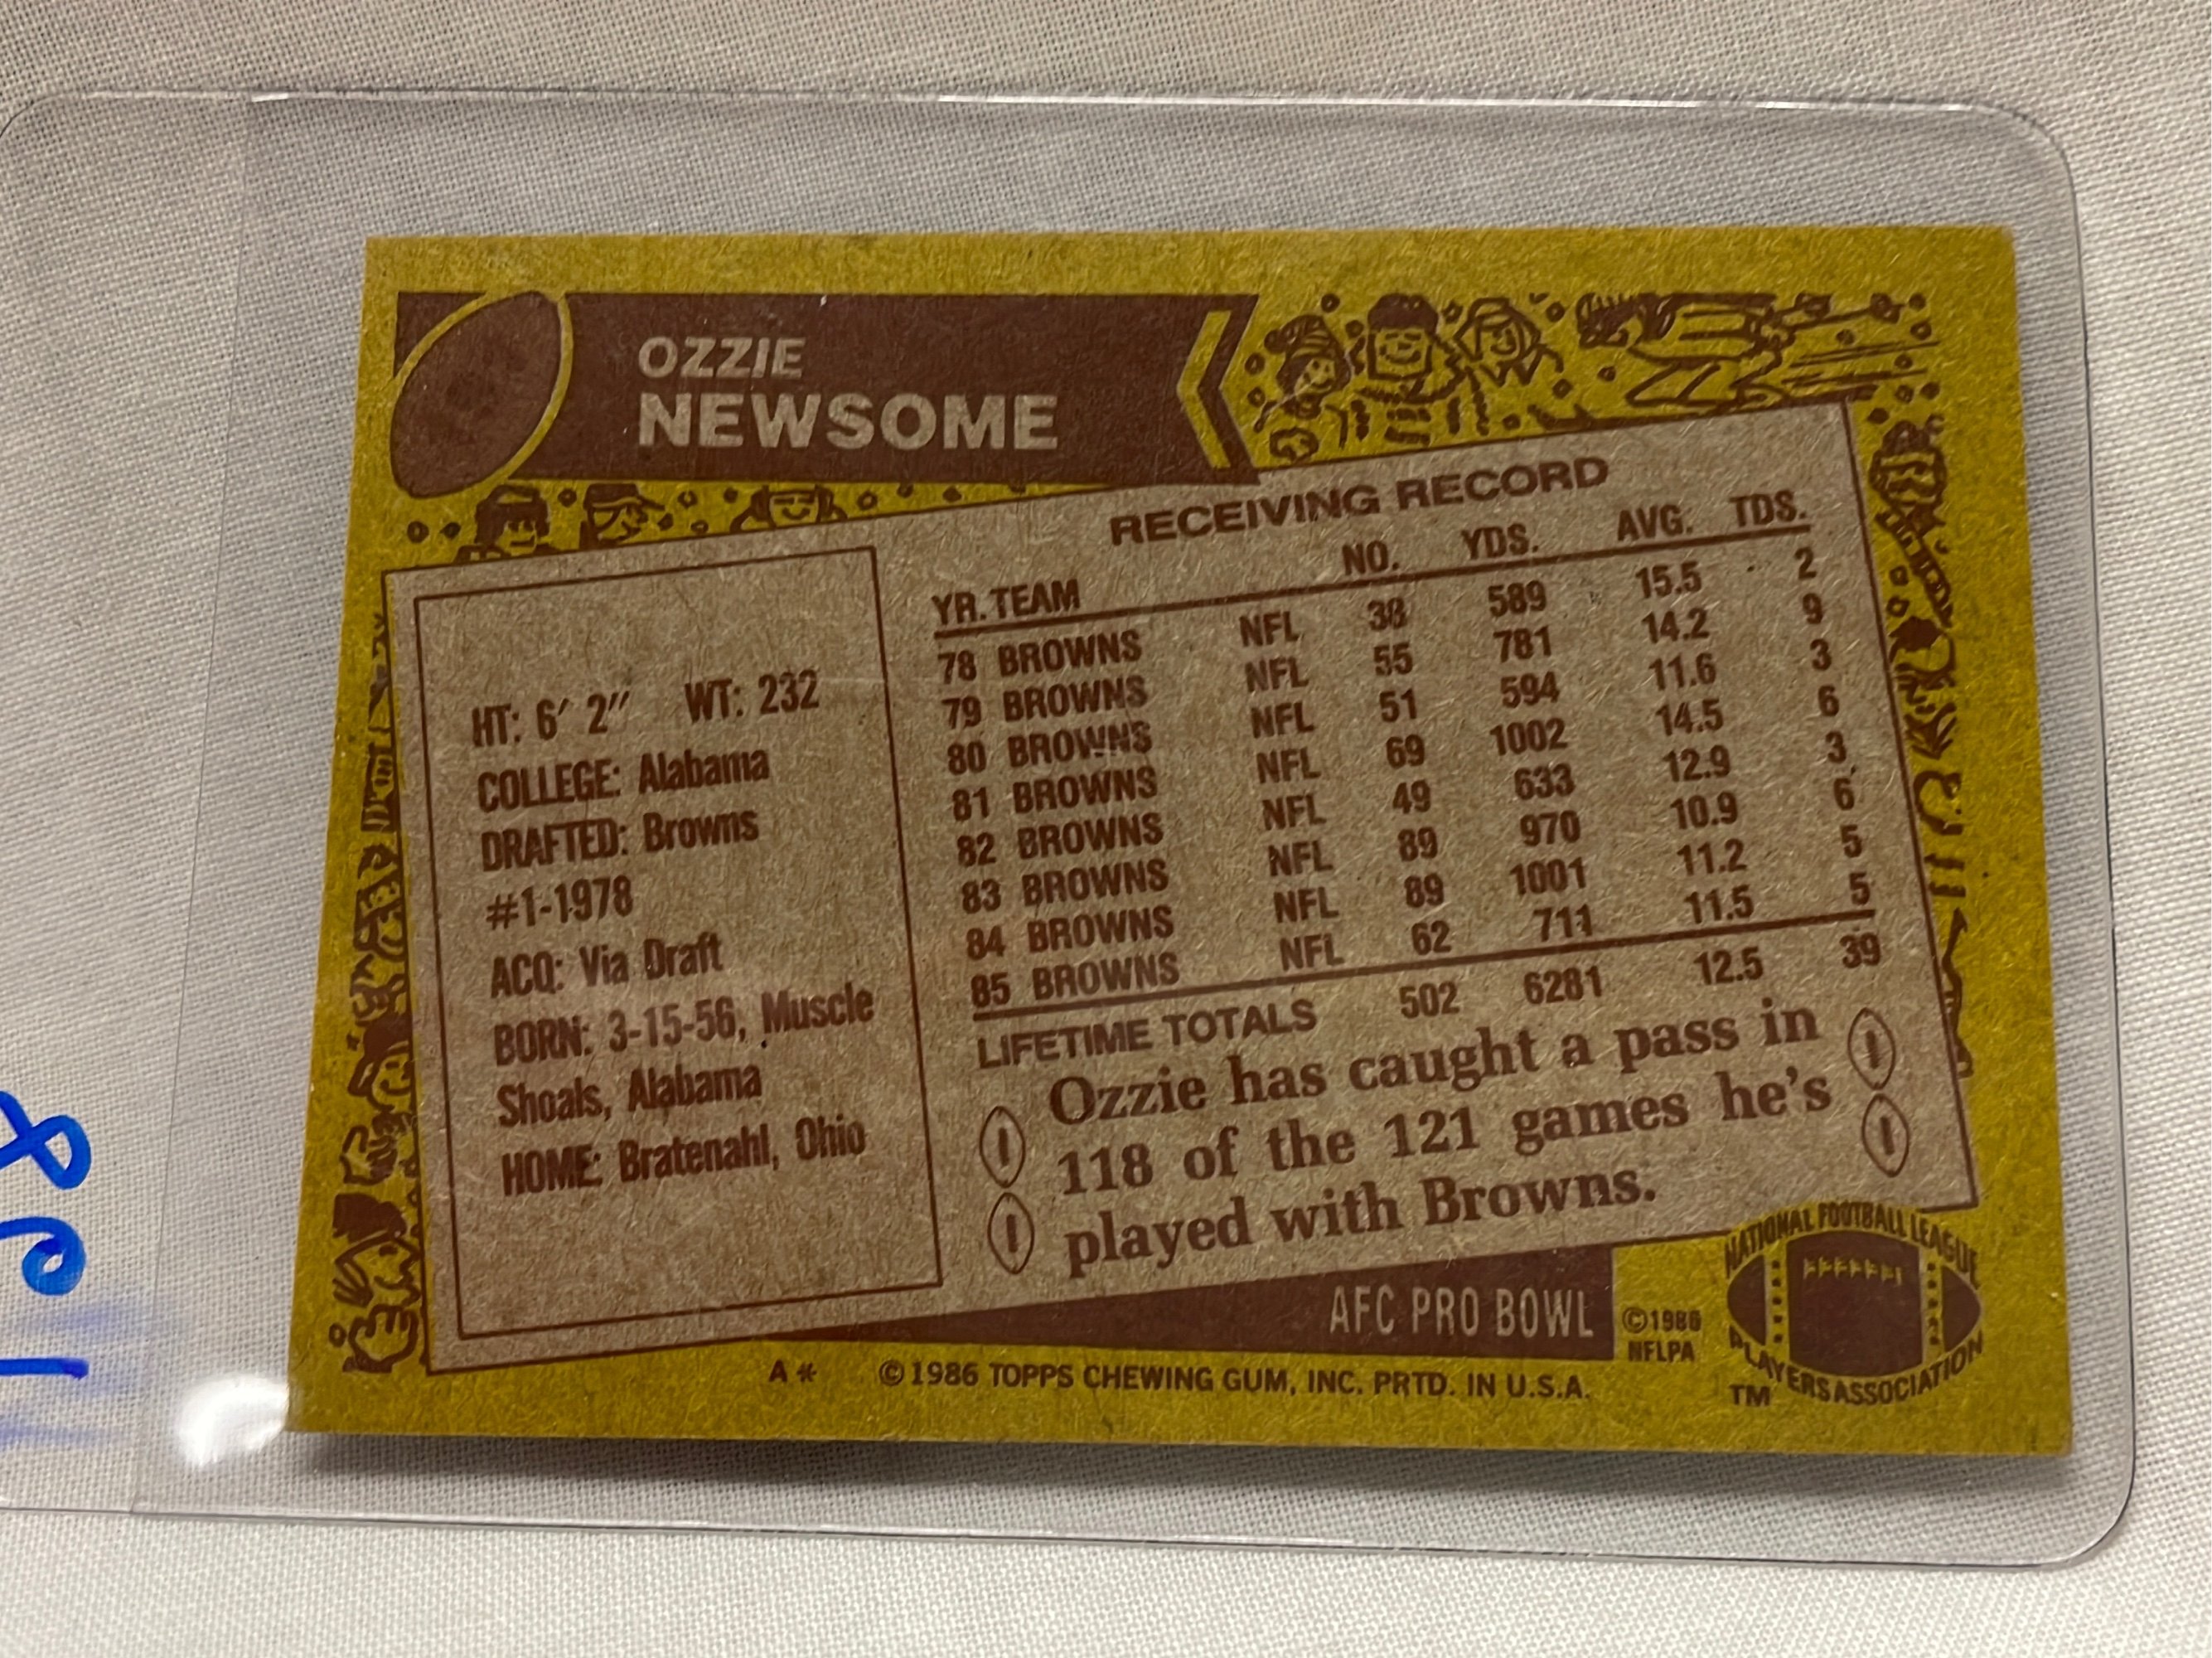 OZZIE
NEWSOME
HT: 6′ 2″ WT: 232
COLLEGE: Alabama
DRAFTED: Browns
#1-1978
ACQ: Via Draft
BORN: 3-15-56, Muscle
Shoals, Alabama
HOME: Bratenahl, Ohio
RECEIVING RECORD
YR. TEAM NO. YDS. AVG. TDS.
78 BROWNS NFL 38 589 15.5 2
79 BROWNS NFL 55 781 14.2 9
80 BROWNS NFL 51 594 11.6 3
81 BROWNS NFL 69 1002 14.5 6
82 BROWNS NFL 49 633 12.9 3
83 BROWNS NFL 89 970 10.9 6
84 BROWNS NFL 89 1001 11.2 5
85 BROWNS NFL 62 711 11.5 5
LIFETIME TOTALS 502 6281 12.5 39
Ozzie has caught a pass in
118 of the 121 games he's
played with Browns.
AFC PRO BOWL
©1986
NFLPA
NATIONAL FOOTBALL LEAGUE
PLAYERS ASSOCIATION
TM
A* © 1986 TOPPS CHEWING GUM, INC. PRTD. IN U.S.A.